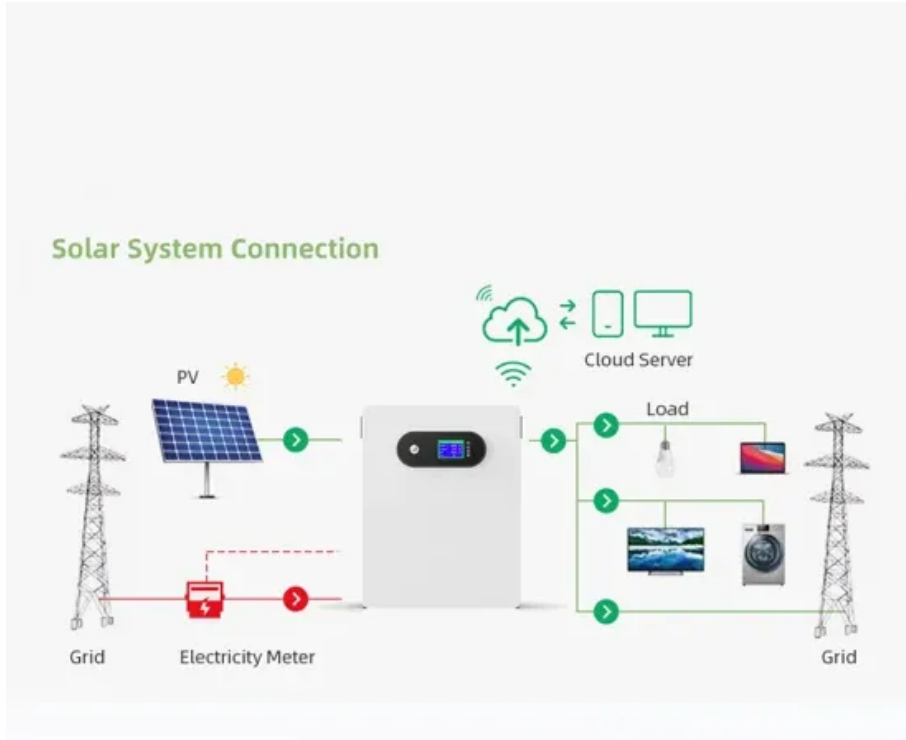 Solar System Connection
Cloud Server
PV
Load
Grid
Electricity Meter
Grid